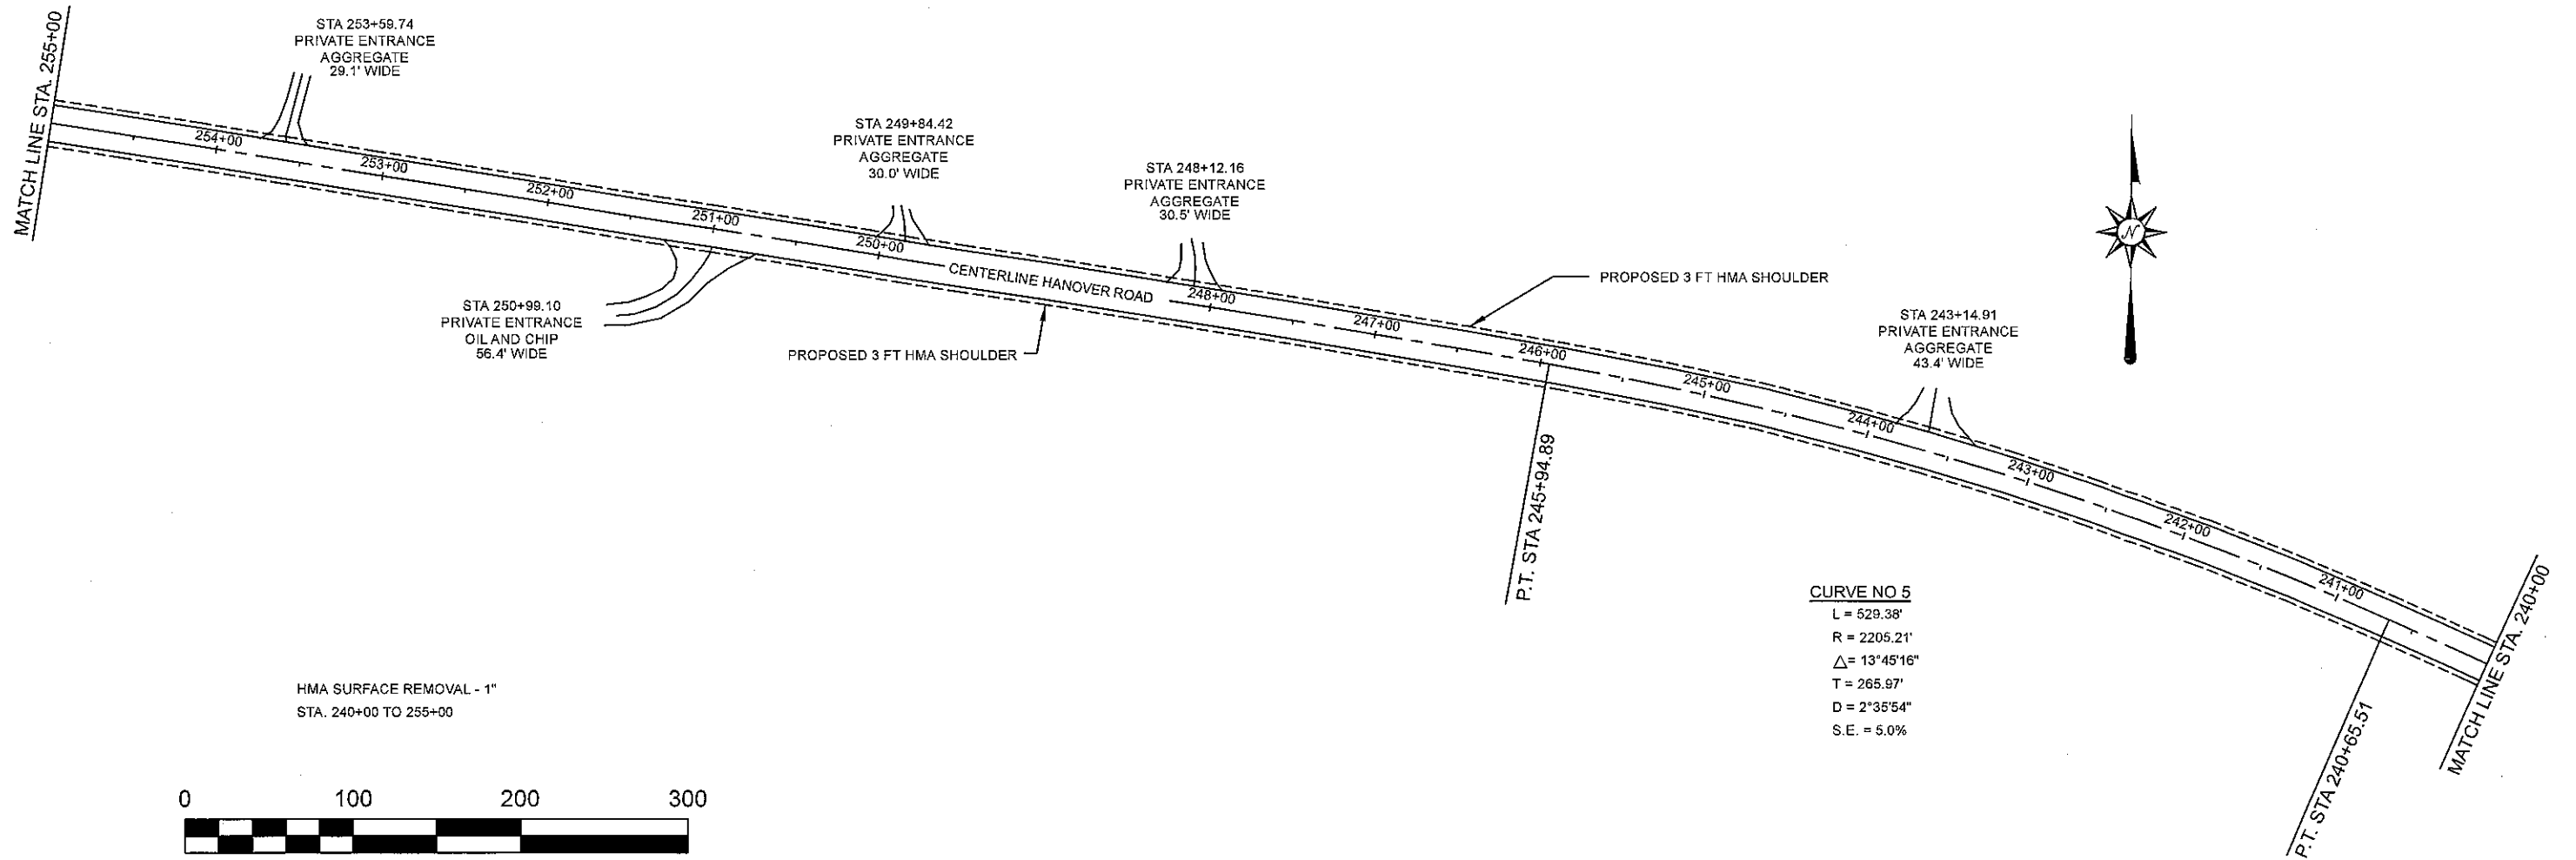 MATCH LINE STA. 255+00
STA 253+59.74
PRIVATE ENTRANCE
AGGREGATE
29.1' WIDE
254+00
253+00
252+00
251+00
STA 249+84.42
PRIVATE ENTRANCE
AGGREGATE
30.0' WIDE
250+00
STA 250+99.10
PRIVATE ENTRANCE
OIL AND CHIP
56.4' WIDE
CENTERLINE HANOVER ROAD
PROPOSED 3 FT HMA SHOULDER
STA 248+12.16
PRIVATE ENTRANCE
AGGREGATE
30.5' WIDE
248+00
247+00
PROPOSED 3 FT HMA SHOULDER
246+00
245+00
STA 243+14.91
PRIVATE ENTRANCE
AGGREGATE
43.4' WIDE
244+00
243+00
242+00
241+00
N
P.T. STA 245+94.89
P.T. STA 240+65.51
MATCH LINE STA. 240+00
CURVE NO 5
L = 529.38'
R = 2205.21'
△= 13°45'16"
T = 265.97'
D = 2°35'54"
S.E. = 5.0%
HMA SURFACE REMOVAL - 1"
STA. 240+00 TO 255+00
0 100 200 300